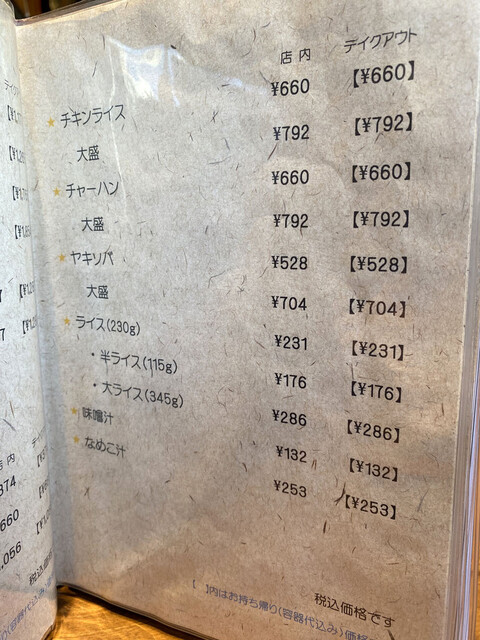 店内 テイクアウト
★チキンライス ¥660 【¥660】
大盛 ¥792 【¥792】
★チャーハン ¥660 【¥660】
大盛 ¥792 【¥792】
★ヤキソバ ¥528 【¥528】
大盛 ¥704 【¥704】
★ライス(230g) ¥231 【¥231】
・半ライス(115g) ¥176 【¥176】
・大ライス(345g) ¥286 【¥286】
★味噌汁 ¥132 【¥132】
★なめこ汁 ¥253 【¥253】
税込価格です
【 】内はお持ち帰り(容器代込み)価格